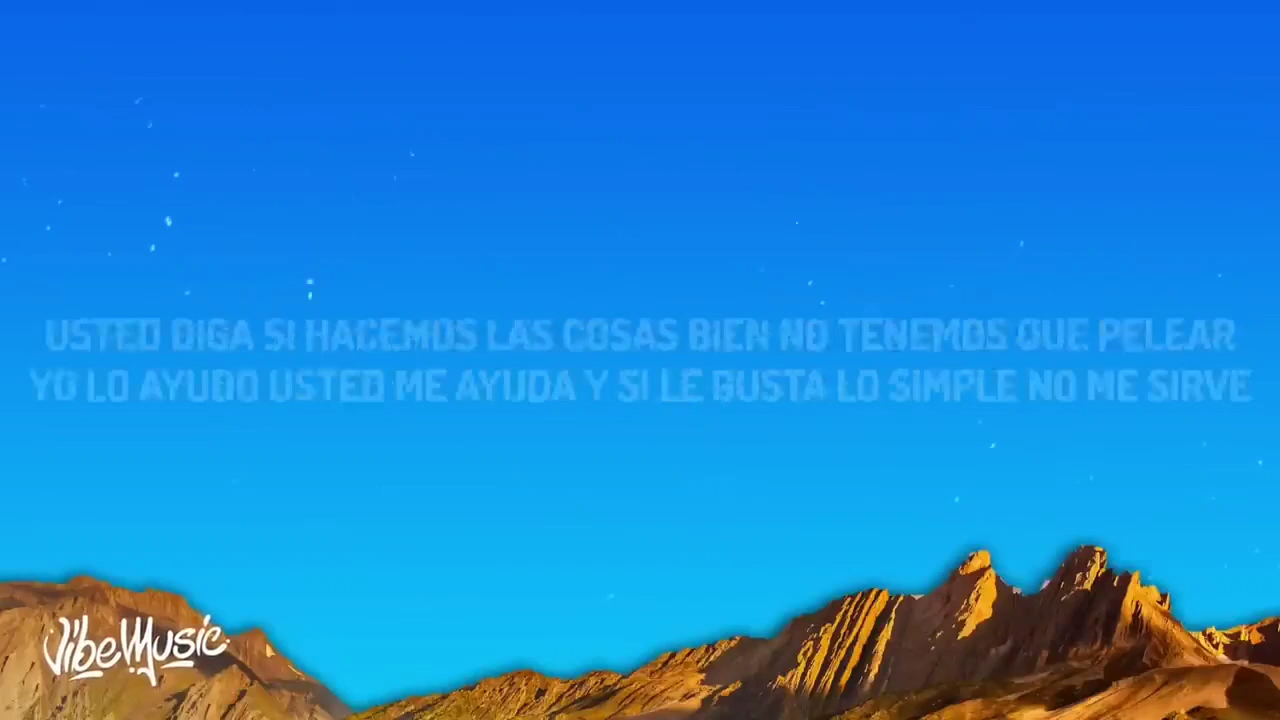 USTED DIGA SI HACEMOS LAS COSAS BIEN NO TENEMOS QUE PELEAR
YO LO AYUDO USTED ME AYUDA Y SI LE GUSTA LO SIMPLE NO ME SIRVE
VibeMusic